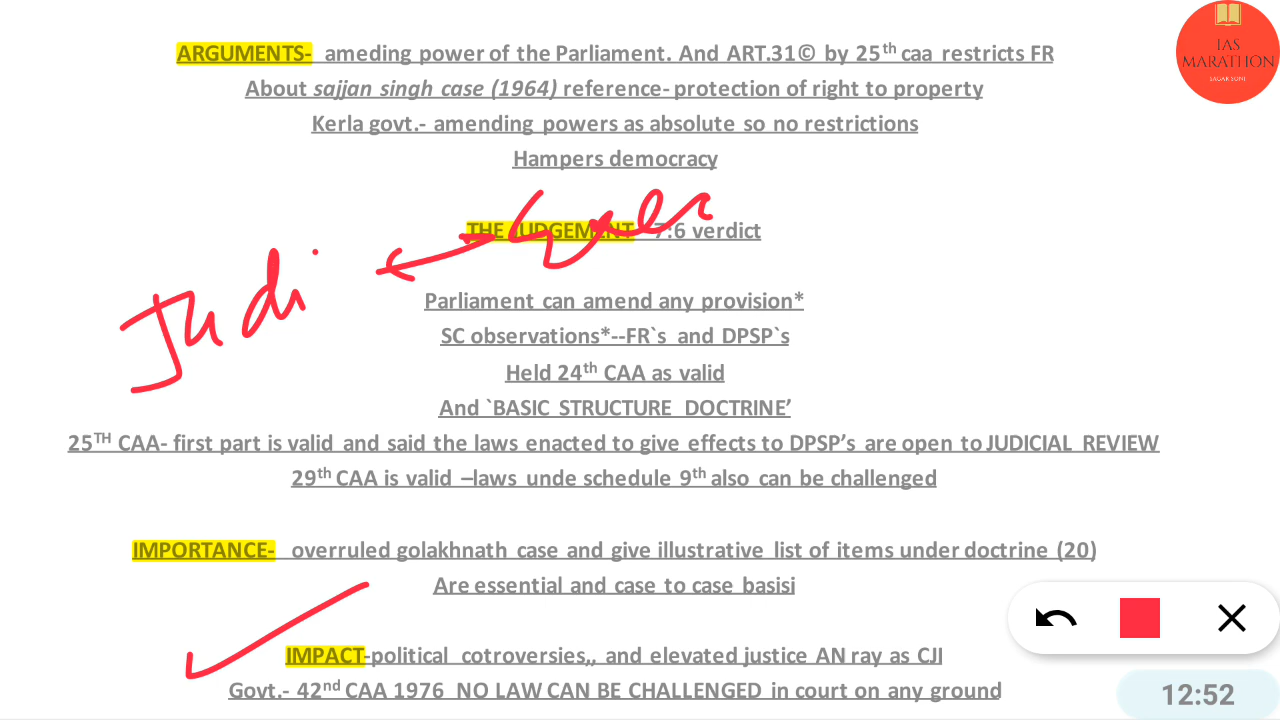 ARGUMENTS- ameding power of the Parliament. And ART.31© by 25th caa restricts FR
About sajjan singh case (1964) reference- protection of right to property
Kerla govt.- amending powers as absolute so no restrictions
Hampers democracy
THE JUDGEMENT 7:6 verdict
Judi
Parliament can amend any provision*
SC observations*--FR`s and DPSP`s
Held 24th CAA as valid
And `BASIC STRUCTURE DOCTRINE’
25TH CAA- first part is valid and said the laws enacted to give effects to DPSP’s are open to JUDICIAL REVIEW
29th CAA is valid –laws unde schedule 9th also can be challenged
IMPORTANCE- overruled golakhnath case and give illustrative list of items under doctrine (20)
Are essential and case to case basisi
IMPACT-political cotroversies,, and elevated justice AN ray as CJI
Govt.- 42nd CAA 1976 NO LAW CAN BE CHALLENGED in court on any ground
IAS
MARATHON
SAGAR SONI
12:52